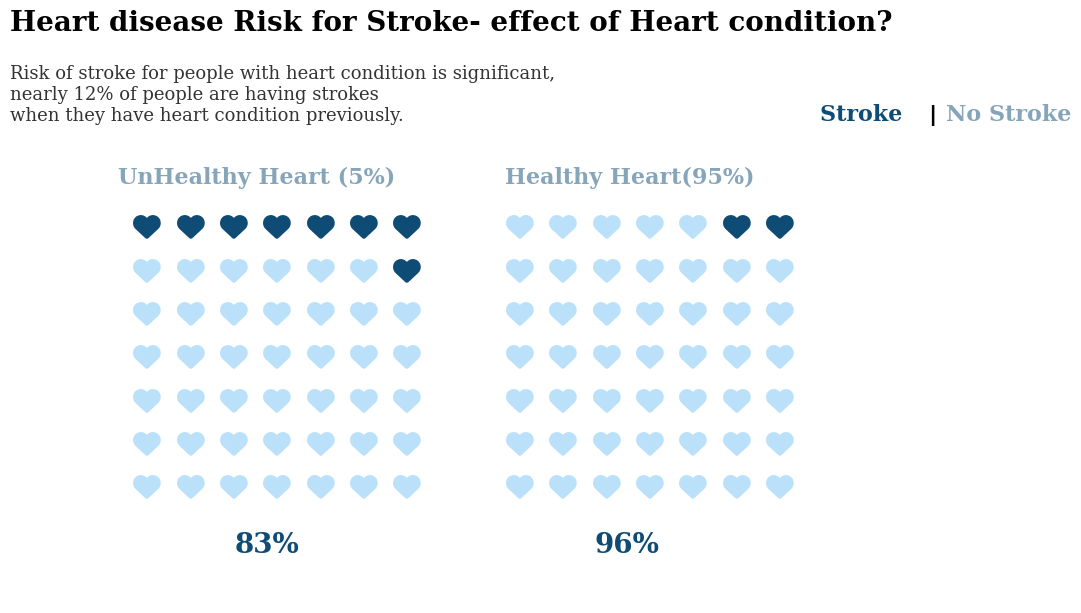 Heart disease Risk for Stroke- effect of Heart condition?
Risk of stroke for people with heart condition is significant,
nearly 12% of people are having strokes
when they have heart condition previously.
Stroke | No Stroke
UnHealthy Heart (5%)
Healthy Heart(95%)
83%
96%